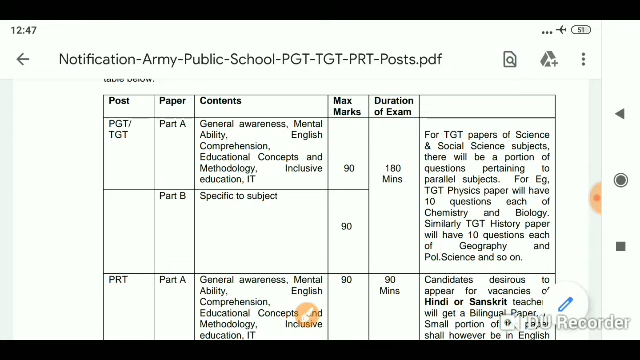 12:47
51
Notification-Army-Public-School-PGT-TGT-PRT-Posts.pdf
table below.
Post Paper Contents Max Marks Duration of Exam
PGT/ TGT
Part A
General awareness, Mental
Ability, English
Comprehension,
Educational Concepts and
Methodology, Inclusive
education, IT
90
180
Mins
For TGT papers of Science
& Social Science subjects,
there will be a portion of
questions pertaining to
parallel subjects. For Eg,
TGT Physics paper will have
10 questions each of
Chemistry and Biology.
Similarly TGT History paper
will have 10 questions each
of Geography and
Pol.Science and so on.
Part B
Specific to subject
90
PRT
Part A
General awareness, Mental
Ability, English
Comprehension,
Educational Concepts and
Methodology, Inclusive
education, IT
90
90
Mins
Candidates desirous to
appear for vacancies of
Hindi or Sanskrit teacher
will get a Bilingual Paper.
Small portion of paper
shall however be in English
DU Recorder